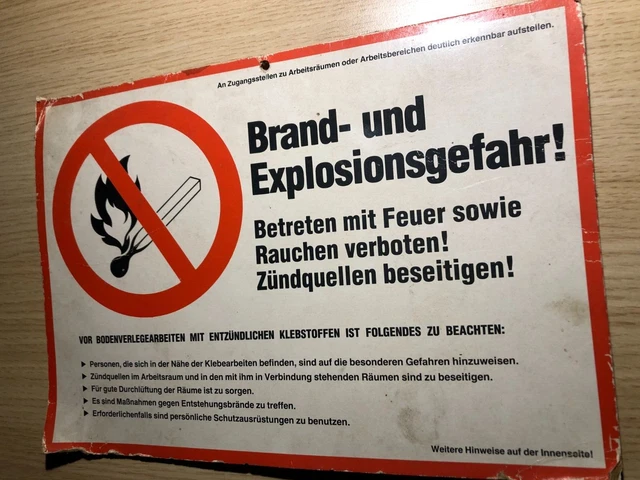 An Zugangsstellen zu Arbeitsräumen oder Arbeitsbereichen deutlich erkennbar aufstellen.
Brand- und
Explosionsgefahr!
Betreten mit Feuer sowie
Rauchen verboten!
Zündquellen beseitigen!
VOR BODENVERLEGEARBEITEN MIT ENTZÜNDLICHEN KLEBSTOFFEN IST FOLGENDES ZU BEACHTEN:
▶ Personen, die sich in der Nähe der Klebearbeiten befinden, sind auf die besonderen Gefahren hinzuweisen.
▶ Zündquellen im Arbeitsraum und in den mit ihm in Verbindung stehenden Räumen sind zu beseitigen.
▶ Für gute Durchlüftung der Räume ist zu sorgen.
▶ Es sind Maßnahmen gegen Entstehungsbrände zu treffen.
▶ Erforderlichenfalls sind persönliche Schutzausrüstungen zu benutzen.
Weitere Hinweise auf der Innenseite!